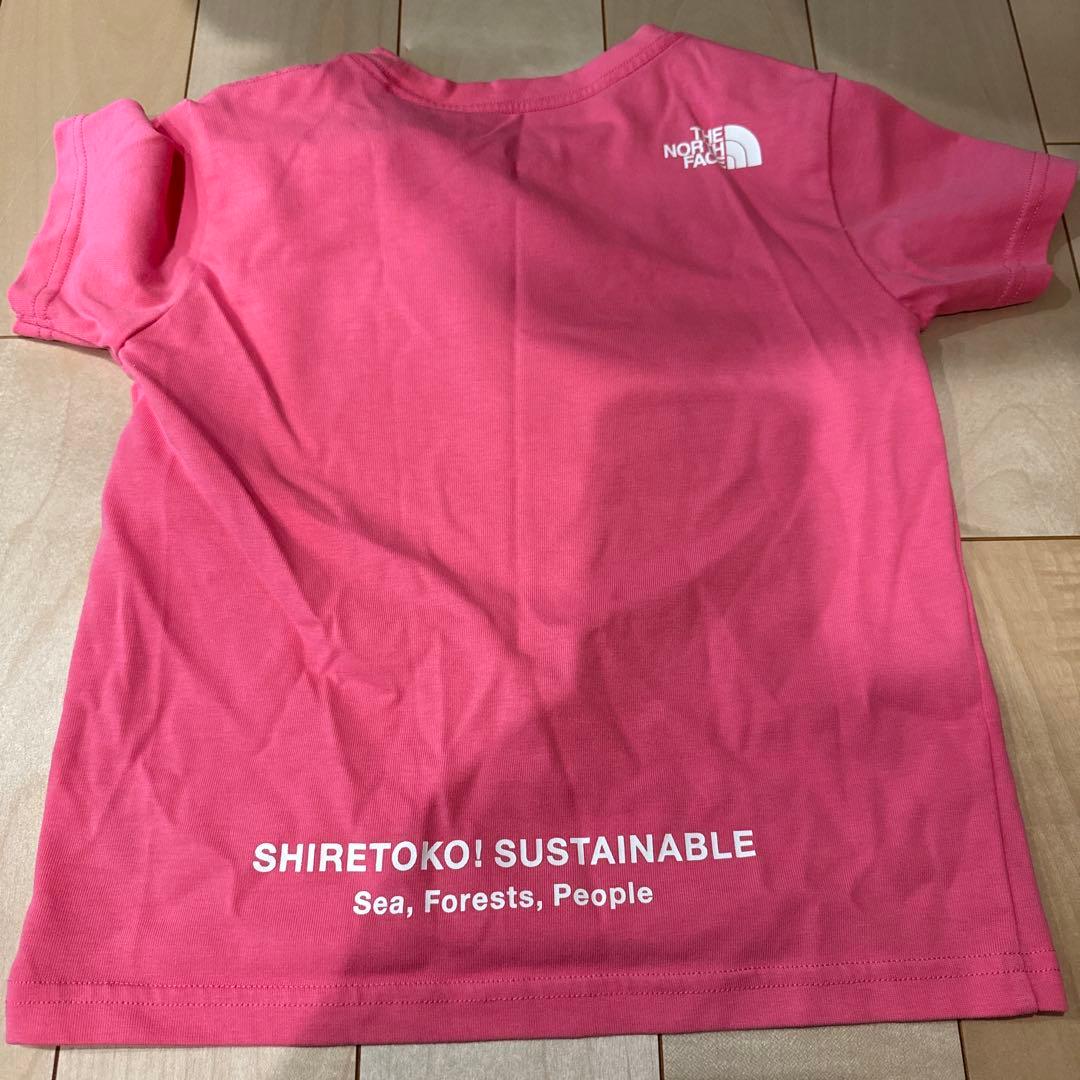 THE
NORTH
FACE
SHIRETOKO! SUSTAINABLE
Sea, Forests, People